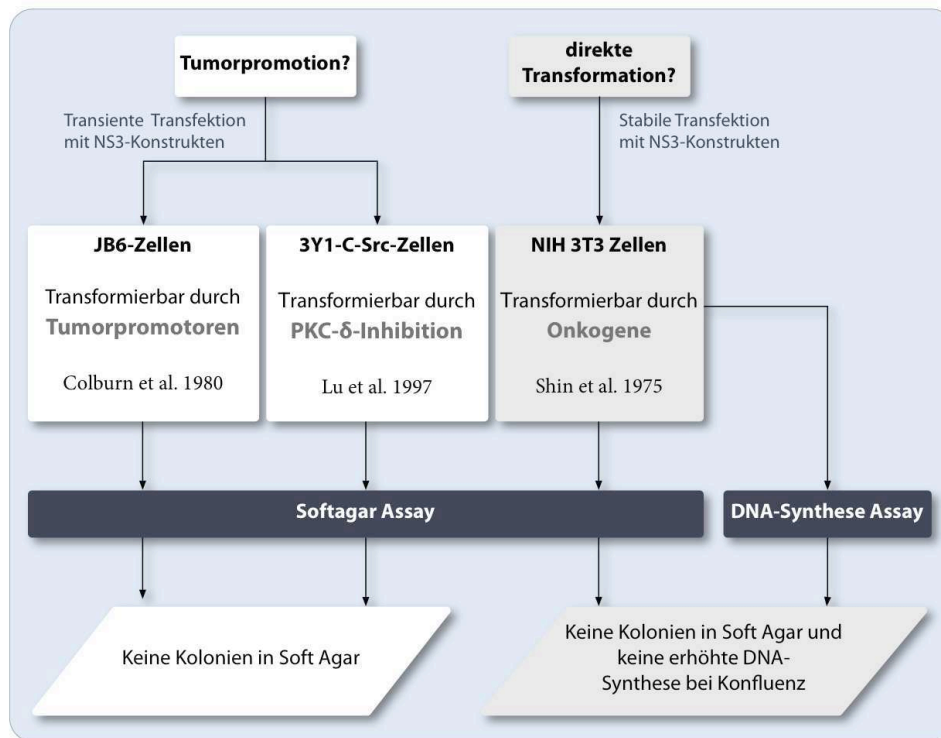 Tumorpromotion?
direkte
Transformation?
Transiente Transfektion
mit NS3-Konstrukten
Stabile Transfektion
mit NS3-Konstrukten
JB6-Zellen
Transformierbar durch
Tumorpromotoren
Colburn et al. 1980
3Y1-C-Src-Zellen
Transformierbar durch
PKC-δ-Inhibition
Lu et al. 1997
NIH 3T3 Zellen
Transformierbar durch
Onkogene
Shin et al. 1975
Softagar Assay
DNA-Synthese Assay
Keine Kolonien in Soft Agar
Keine Kolonien in Soft Agar und
keine erhöhte DNA-
Synthese bei Konfluenz